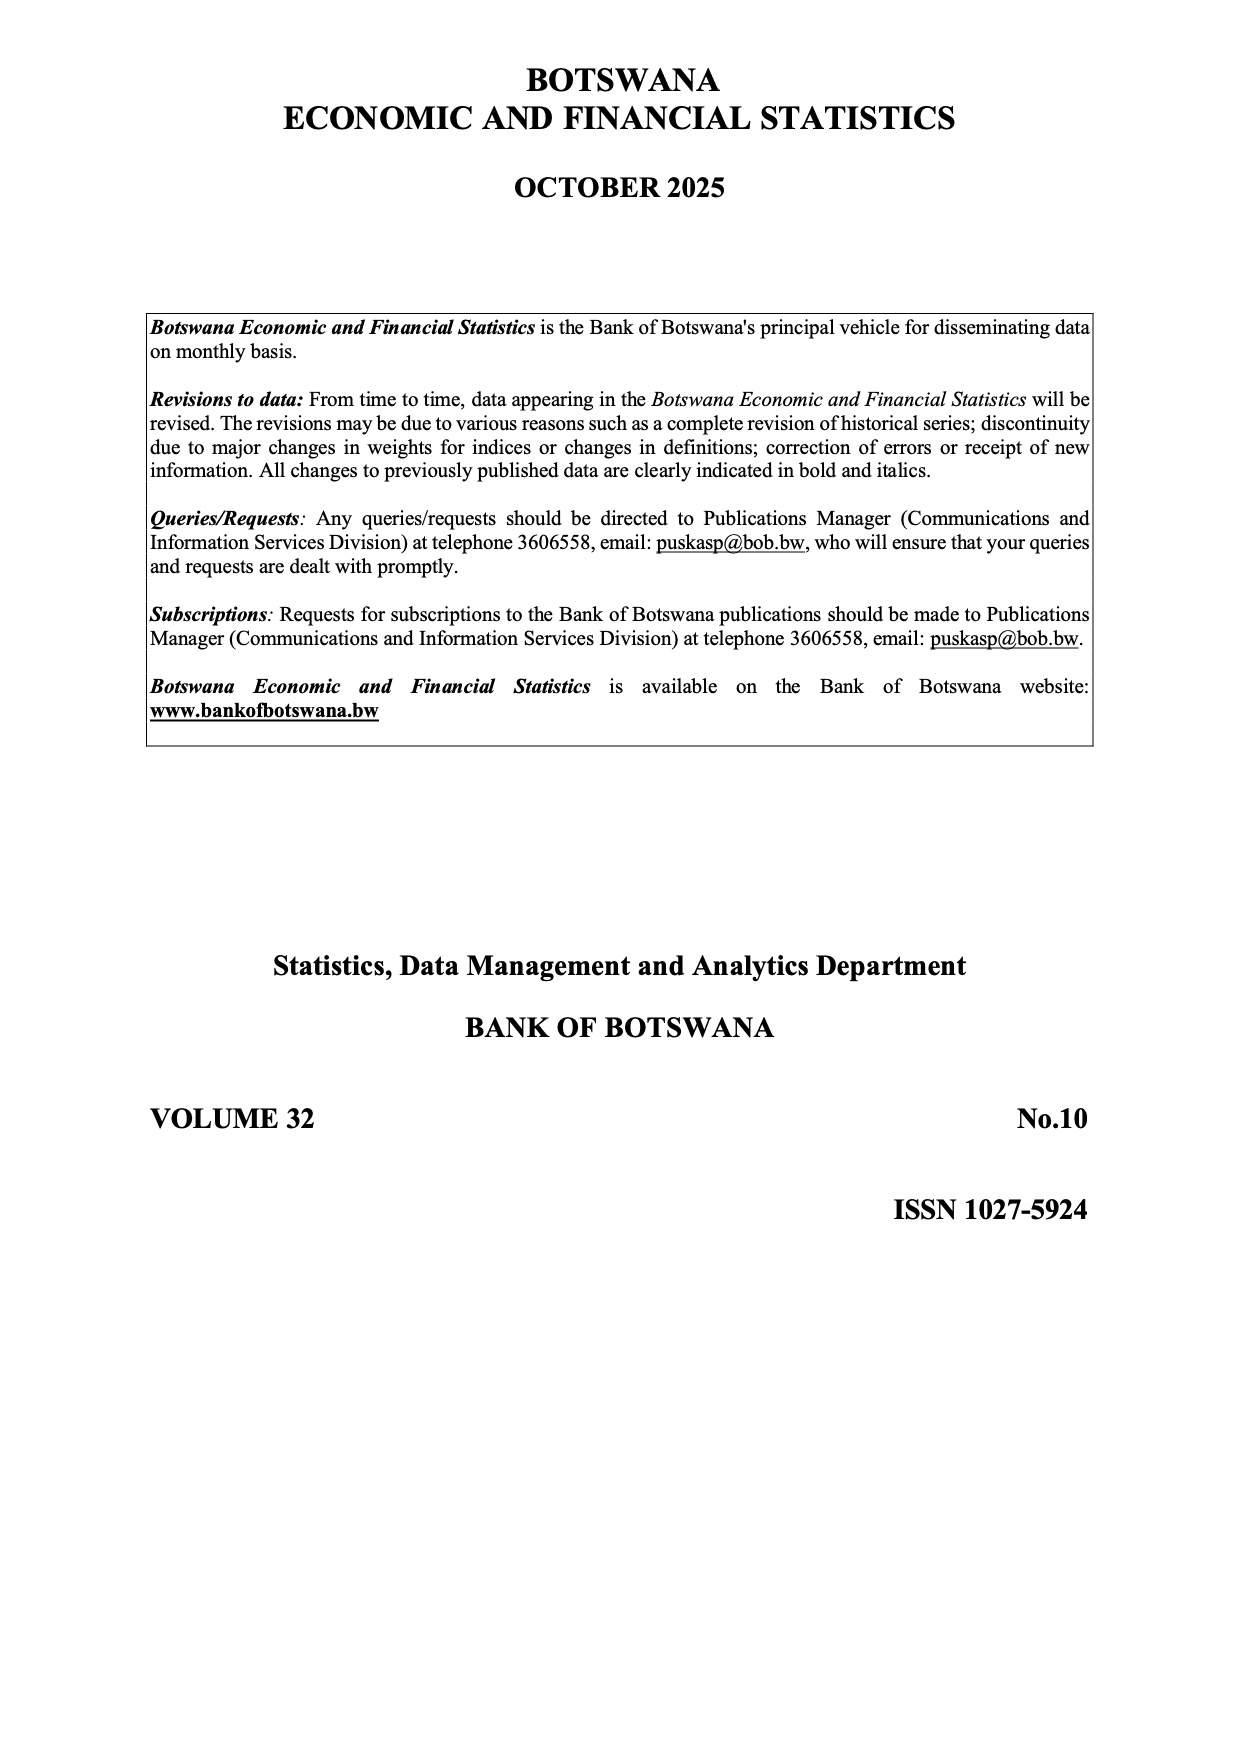 BOTSWANA
ECONOMIC AND FINANCIAL STATISTICS
OCTOBER 2025
Botswana Economic and Financial Statistics is the Bank of Botswana's principal vehicle for disseminating data
on monthly basis.
Revisions to data: From time to time, data appearing in the Botswana Economic and Financial Statistics will be
revised. The revisions may be due to various reasons such as a complete revision of historical series; discontinuity
due to major changes in weights for indices or changes in definitions; correction of errors or receipt of new
information. All changes to previously published data are clearly indicated in bold and italics.
Queries/Requests: Any queries/requests should be directed to Publications Manager (Communications and
Information Services Division) at telephone 3606558, email: puskasp@bob.bw, who will ensure that your queries
and requests are dealt with promptly.
Subscriptions: Requests for subscriptions to the Bank of Botswana publications should be made to Publications
Manager (Communications and Information Services Division) at telephone 3606558, email: puskasp@bob.bw.
Botswana Economic and Financial Statistics is available on the Bank of Botswana website:
www.bankofbotswana.bw
Statistics, Data Management and Analytics Department
BANK OF BOTSWANA
VOLUME 32 No.10
ISSN 1027-5924